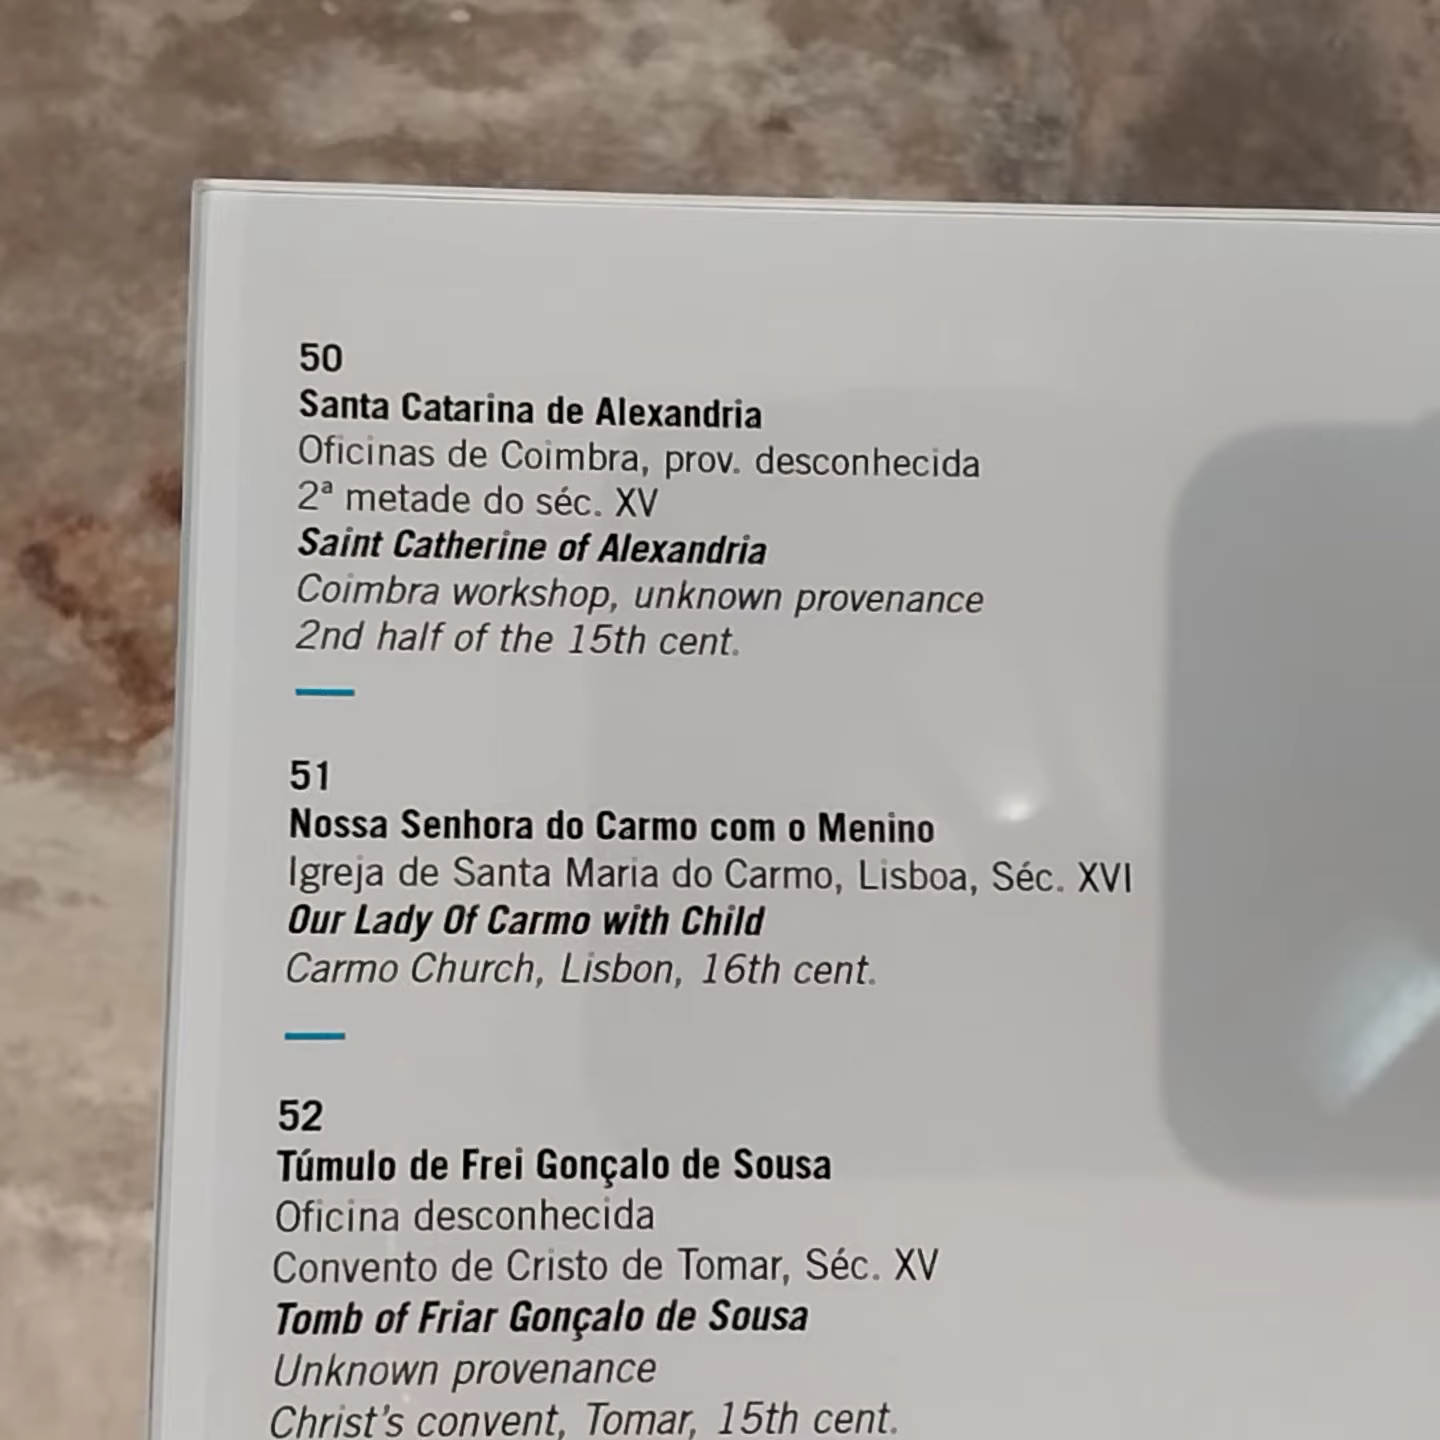 50
Santa Catarina de Alexandria
Oficinas de Coimbra, prov. desconhecida
2ª metade do séc. XV
Saint Catherine of Alexandria
Coimbra workshop, unknown provenance
2nd half of the 15th cent.
51
Nossa Senhora do Carmo com o Menino
Igreja de Santa Maria do Carmo, Lisboa, Séc. XVI
Our Lady Of Carmo with Child
Carmo Church, Lisbon, 16th cent.
52
Túmulo de Frei Gonçalo de Sousa
Oficina desconhecida
Convento de Cristo de Tomar, Séc. XV
Tomb of Friar Gonçalo de Sousa
Unknown provenance
Christ's convent, Tomar, 15th cent.